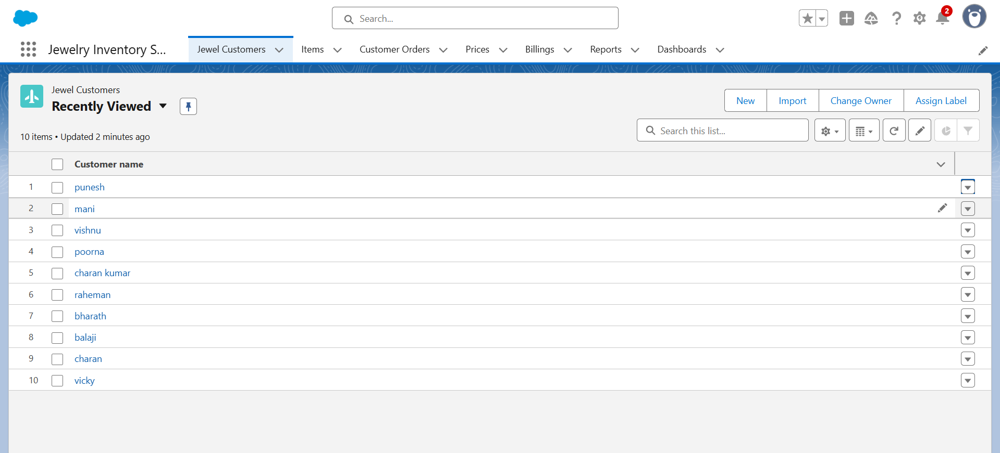 Search...
2
Jewelry Inventory S...
Jewel Customers Items Customer Orders Prices Billings Reports Dashboards
Jewel Customers
Recently Viewed
New Import Change Owner Assign Label
10 items • Updated 2 minutes ago
Search this list...
Customer name
1 punesh
2 mani
3 vishnu
4 poorna
5 charan kumar
6 raheman
7 bharath
8 balaji
9 charan
10 vicky